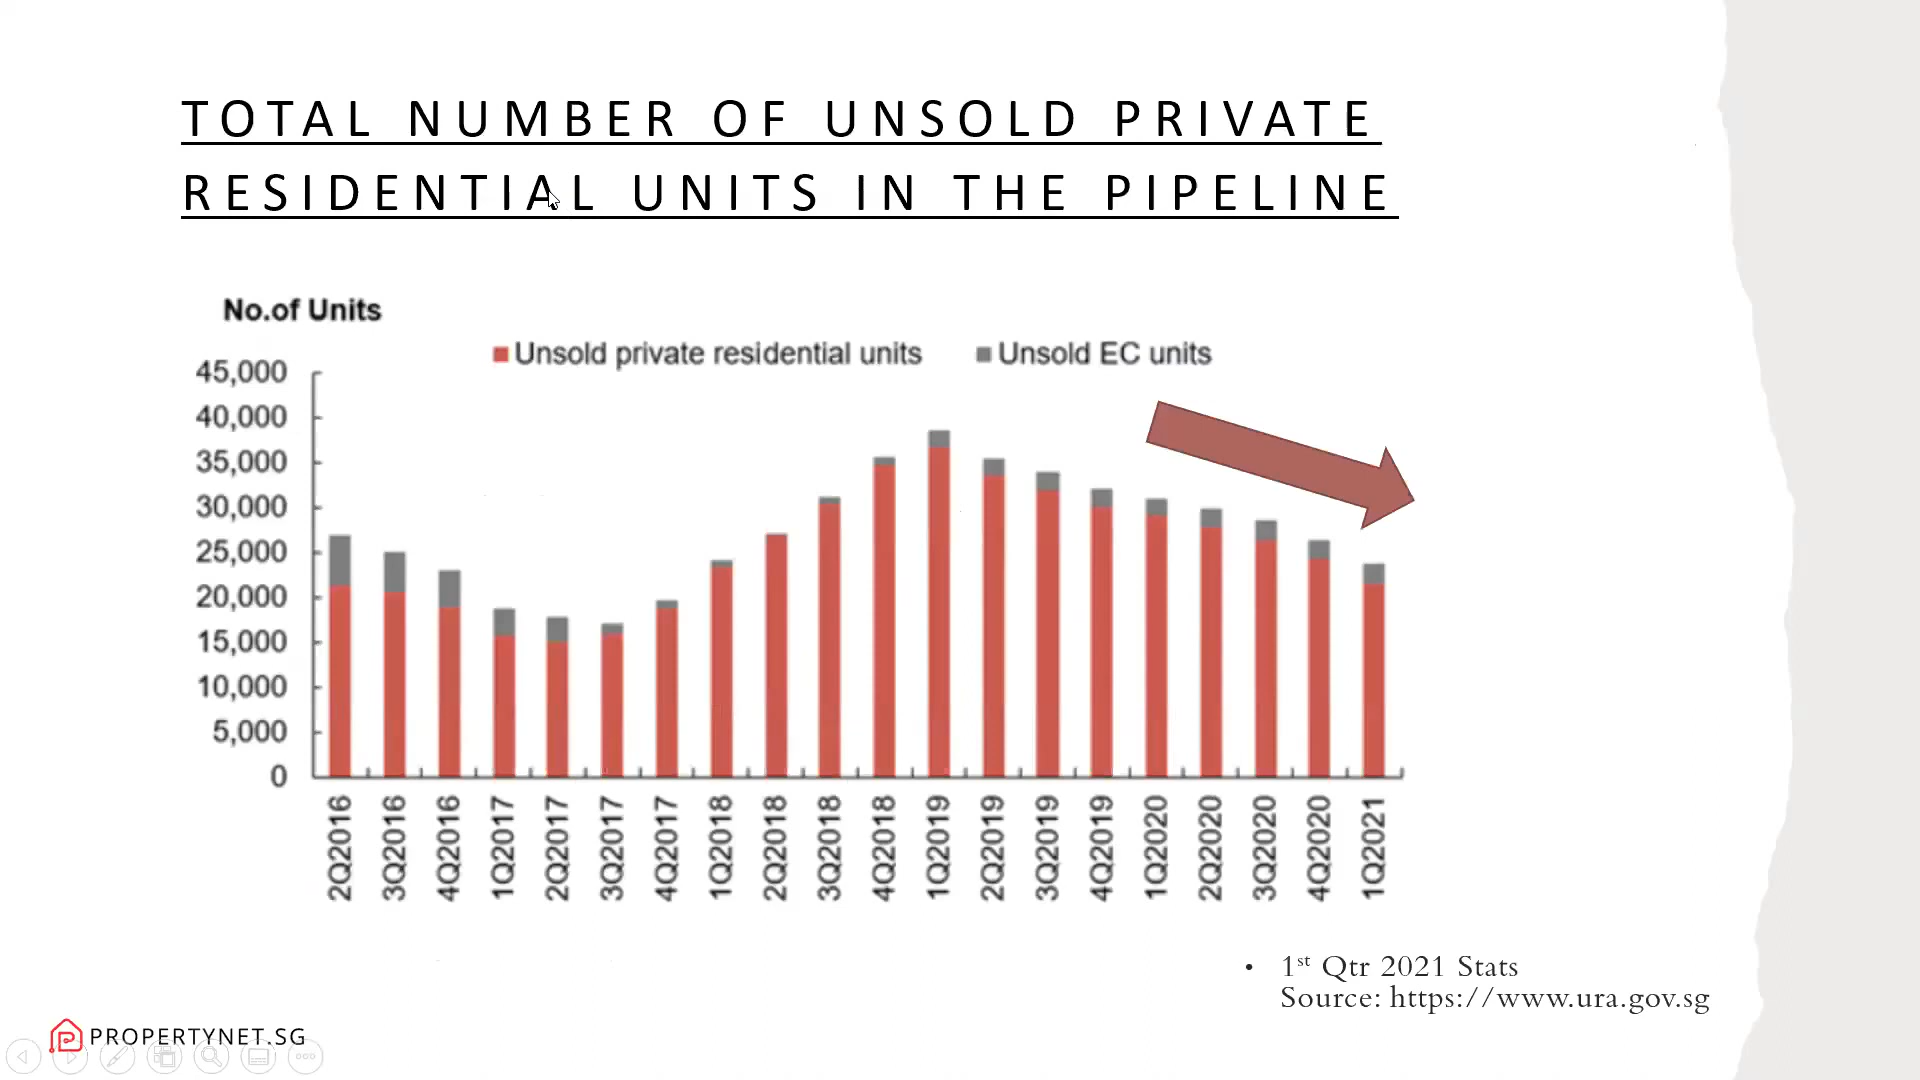 TOTAL NUMBER OF UNSOLD PRIVATE
RESIDENTIAL UNITS IN THE PIPELINE
No.of Units
Unsold private residential units
Unsold EC units
45,000
40,000
35,000
30,000
25,000
20,000
15,000
10,000
5,000
0
2Q2016
3Q2016
4Q2016
1Q2017
2Q2017
3Q2017
4Q2017
1Q2018
2Q2018
3Q2018
4Q2018
1Q2019
2Q2019
3Q2019
4Q2019
1Q2020
2Q2020
3Q2020
4Q2020
1Q2021
• 1st Qtr 2021 Stats
Source: https://www.ura.gov.sg
PROPERTYNET.SG